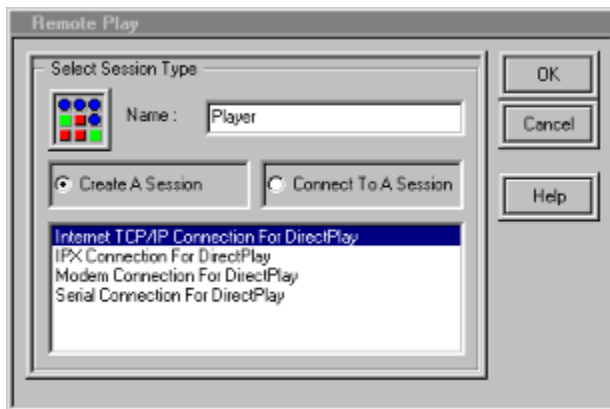 Remote Play
Select Session Type
Name :
Player
Create A Session
Connect To A Session
Internet TCP/IP Connection For DirectPlay
IPX Connection For DirectPlay
Modem Connection For DirectPlay
Serial Connection For DirectPlay
OK
Cancel
Help